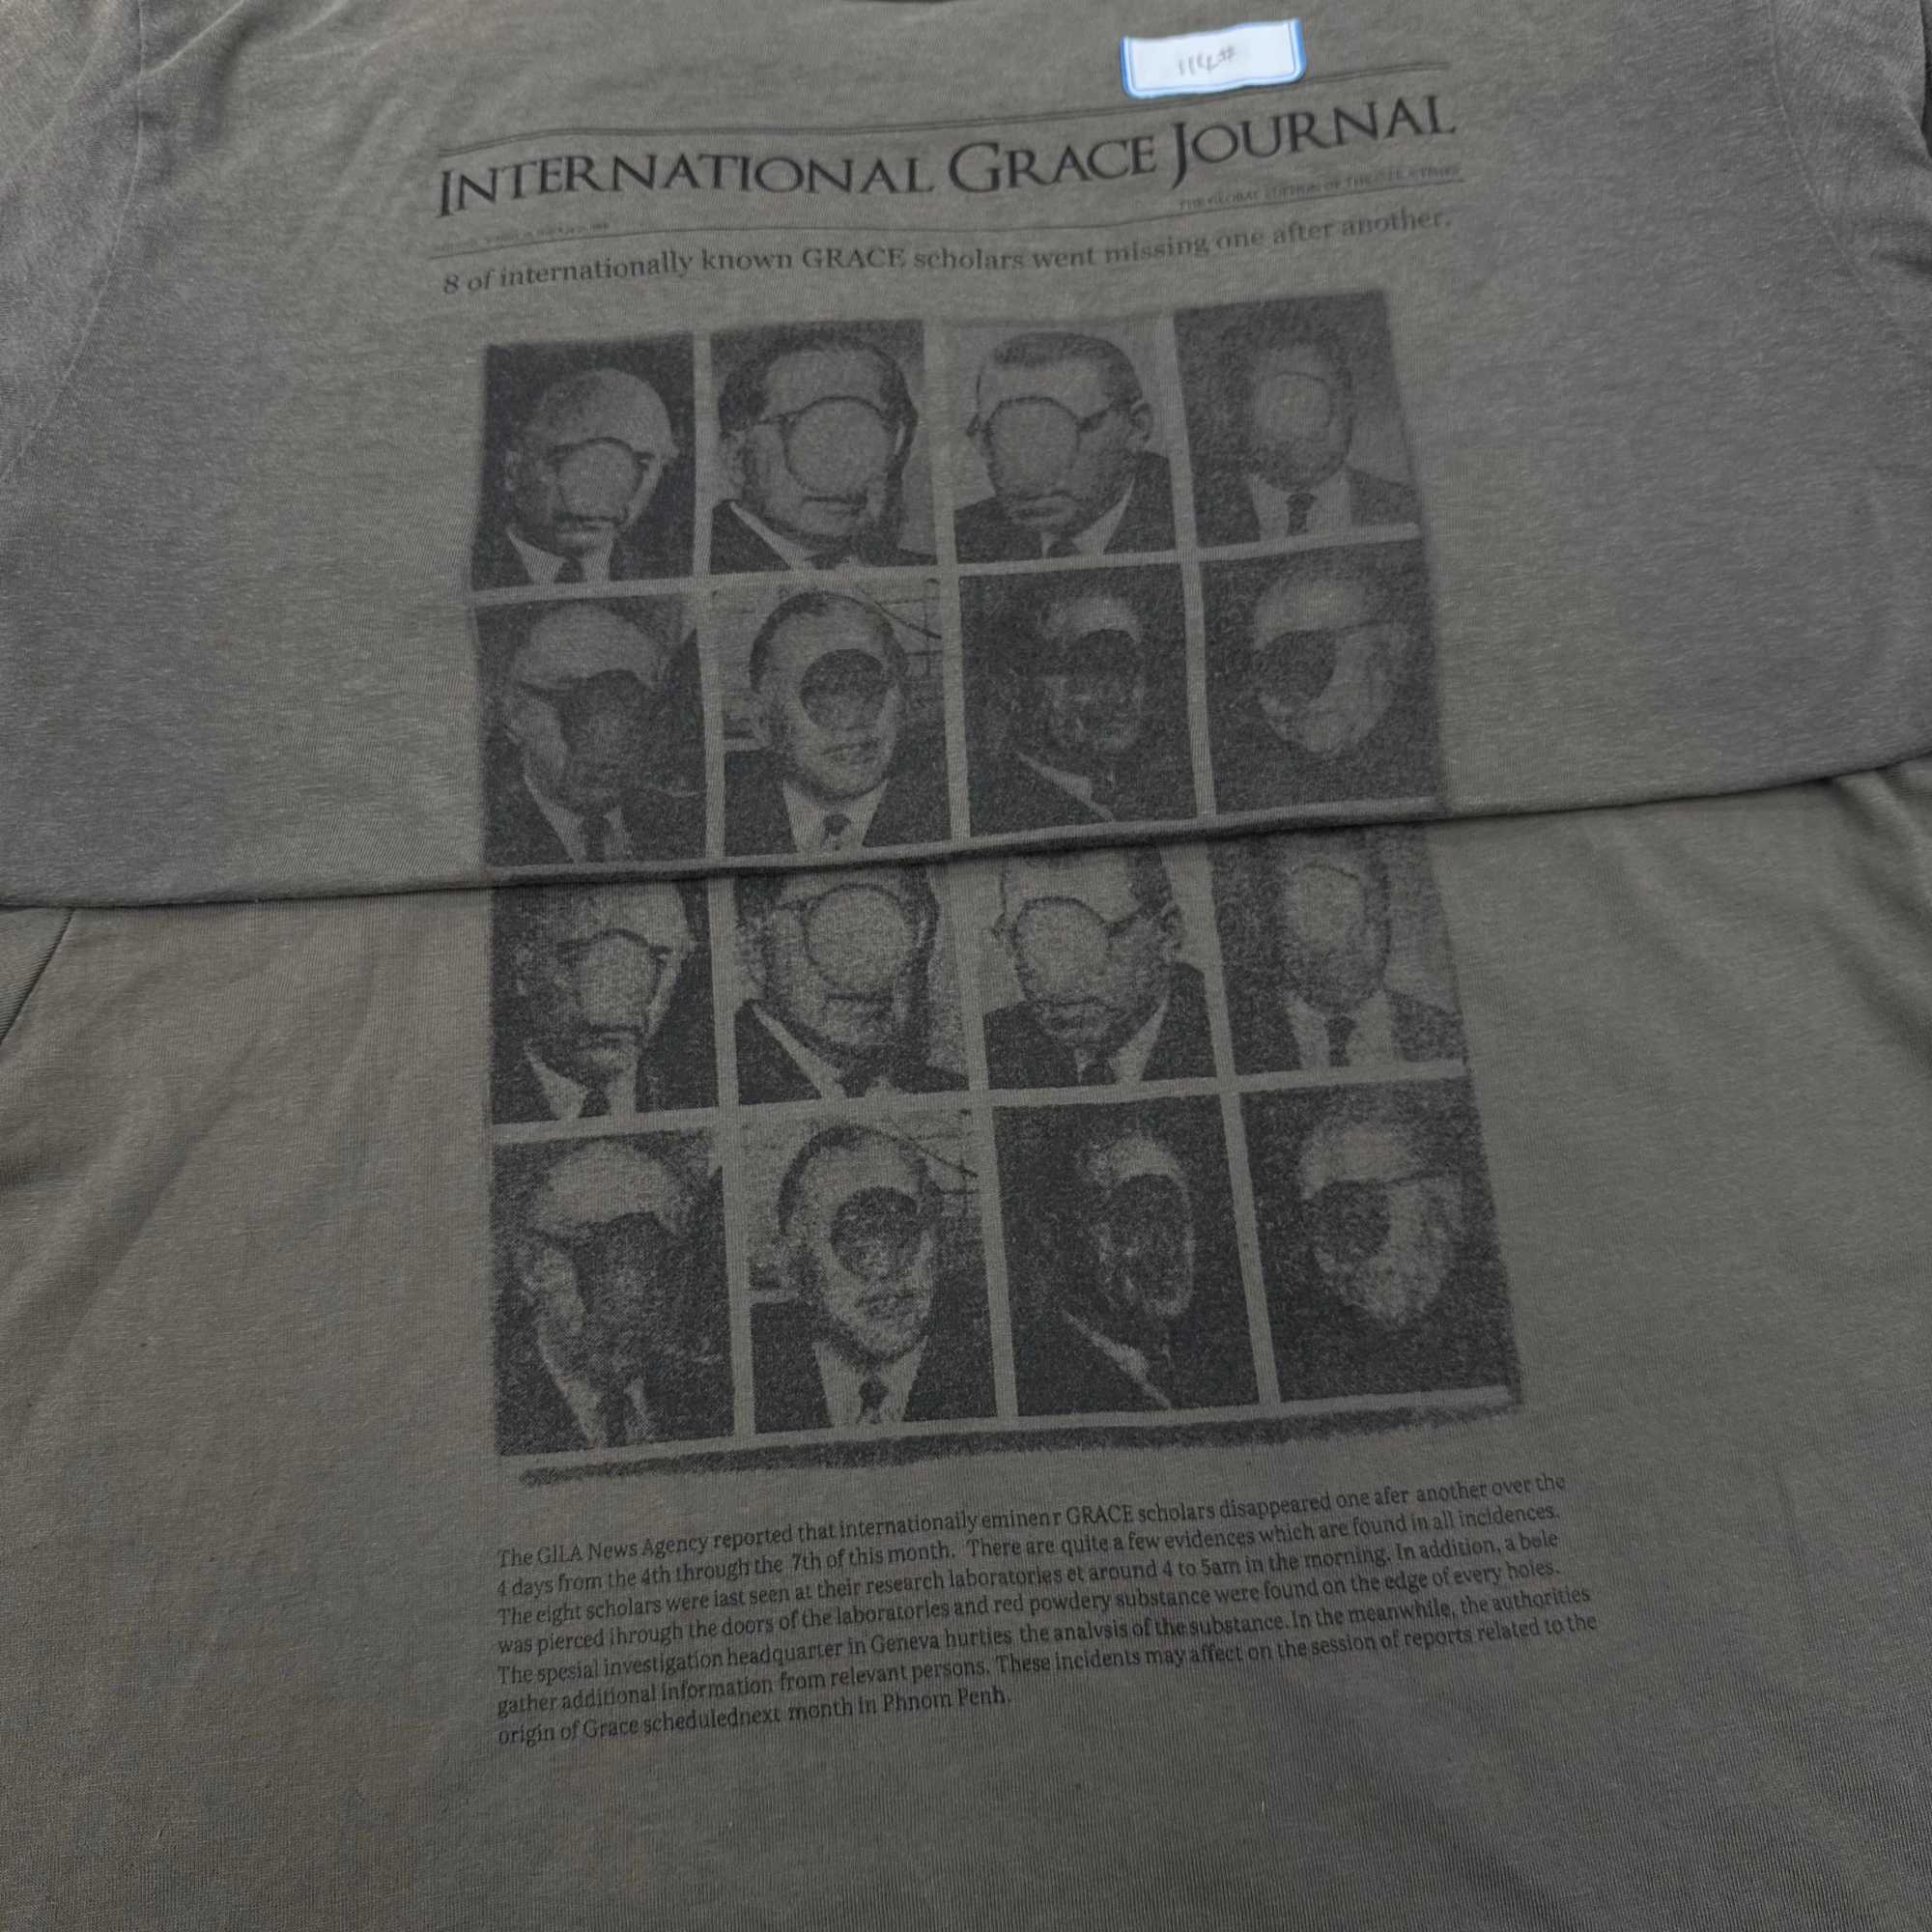 INTERNATIONAL GRACE JOURNAL
THE GLOBAL EDITION OF THE
8 of internationally known GRACE scholars went missing one after another.
The GILA News Agency reported that internationally eminenr GRACE scholars disappeared one afer another over the
4 days from the 4th through the 7th of this month. There are quite a few evidences which are found in all incidences.
The eight scholars were last seen at their research laboratories et around 4 to 5am in the morning. In addition, a bole
was pierced ihrough the doors of the laboratories and red powdery substance were found on the edge of every hoies.
The spesial investigation headquarter in Geneva hurties the analvsis of the substance. In the meanwhile, the authorities
gather additional information from relevant persons. These incidents may affect on the session of reports related to the
origin of Grace schedulednext month in Phnom Penh.